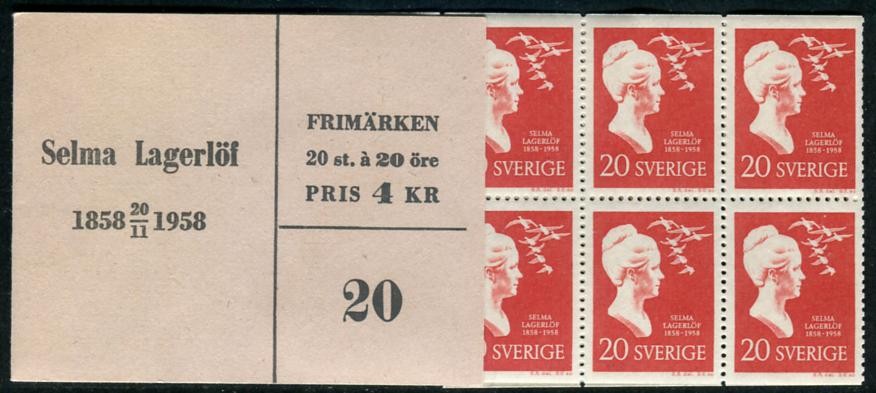 Selma Lagerlöf
1858 20/11 1958
FRIMÄRKEN
20 st. à 20 öre
PRIS 4 KR
20
SVERIGE
SELMA
LAGERLÖF
1858-1958
20 SVERIGE
SELMA
LAGERLÖF
1858-1958
20 SVERIGE
SELMA
LAGERLÖF
1858-1958
SVERIGE
SELMA
LAGERLÖF
1858-1958
20 SVERIGE
SELMA
LAGERLÖF
1858-1958
20 SVERIGE
SELMA
LAGERLÖF
1858-1958